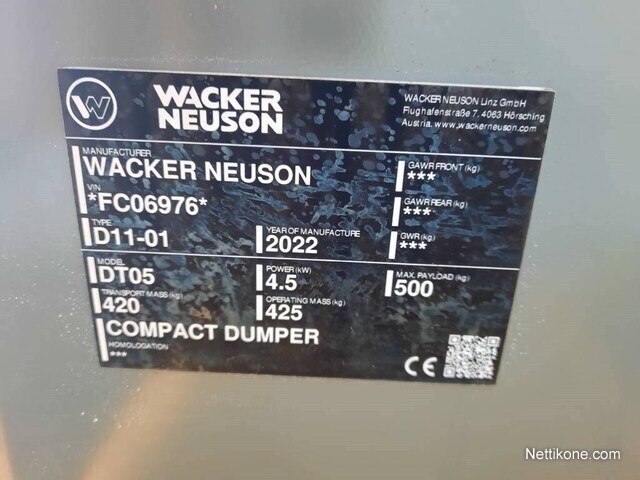 WACKER
NEUSON
WACKER NEUSON Linz GmbH
Flughafenstraße 7, 4063 Hörsching
Austria, www.wackerneuson.com
MANUFACTURER
WACKER NEUSON
GAWR FRONT (kg)
***
VIN
*FC06976*
GAWR REAR (kg)
***
TYPE
D11-01
YEAR OF MANUFACTURE
2022
GWR (kg)
***
MODEL
DT05
POWER (kW)
4.5
MAX. PAYLOAD (kg)
500
TRANSPORT MASS (kg)
420
OPERATING MASS (kg)
425
COMPACT DUMPER
HOMOLOGATION
***
CE
Nettikone.com